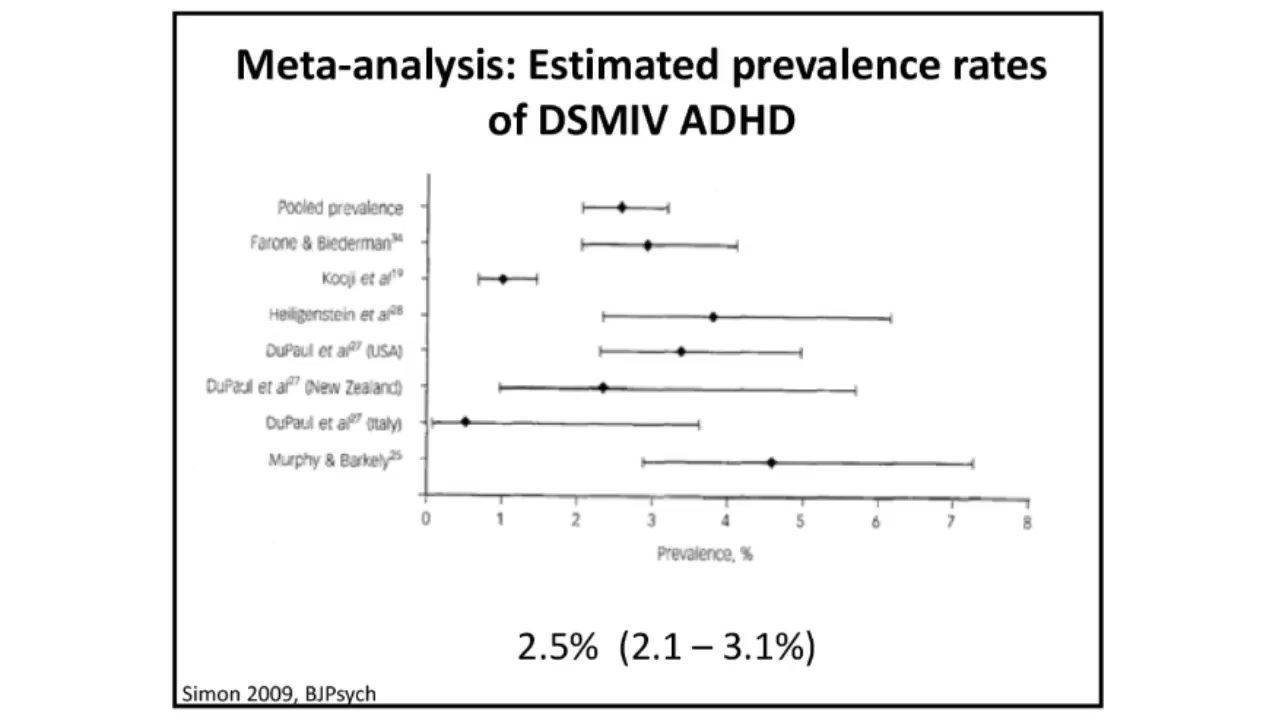 Meta-analysis: Estimated prevalence rates
of DSMIV ADHD
Pooled prevalence
Farone & Biederman³⁴
Kooji et al¹⁹
Heiligenstein et al²⁸
DuPaul et al²⁷ (USA)
DuPaul et al²⁷ (New Zealand)
DuPaul et al²⁷ (Italy)
Murphy & Barkely²⁵
0 1 2 3 4 5 6 7 8
Prevalence, %
2.5% (2.1 – 3.1%)
Simon 2009, BJPsych